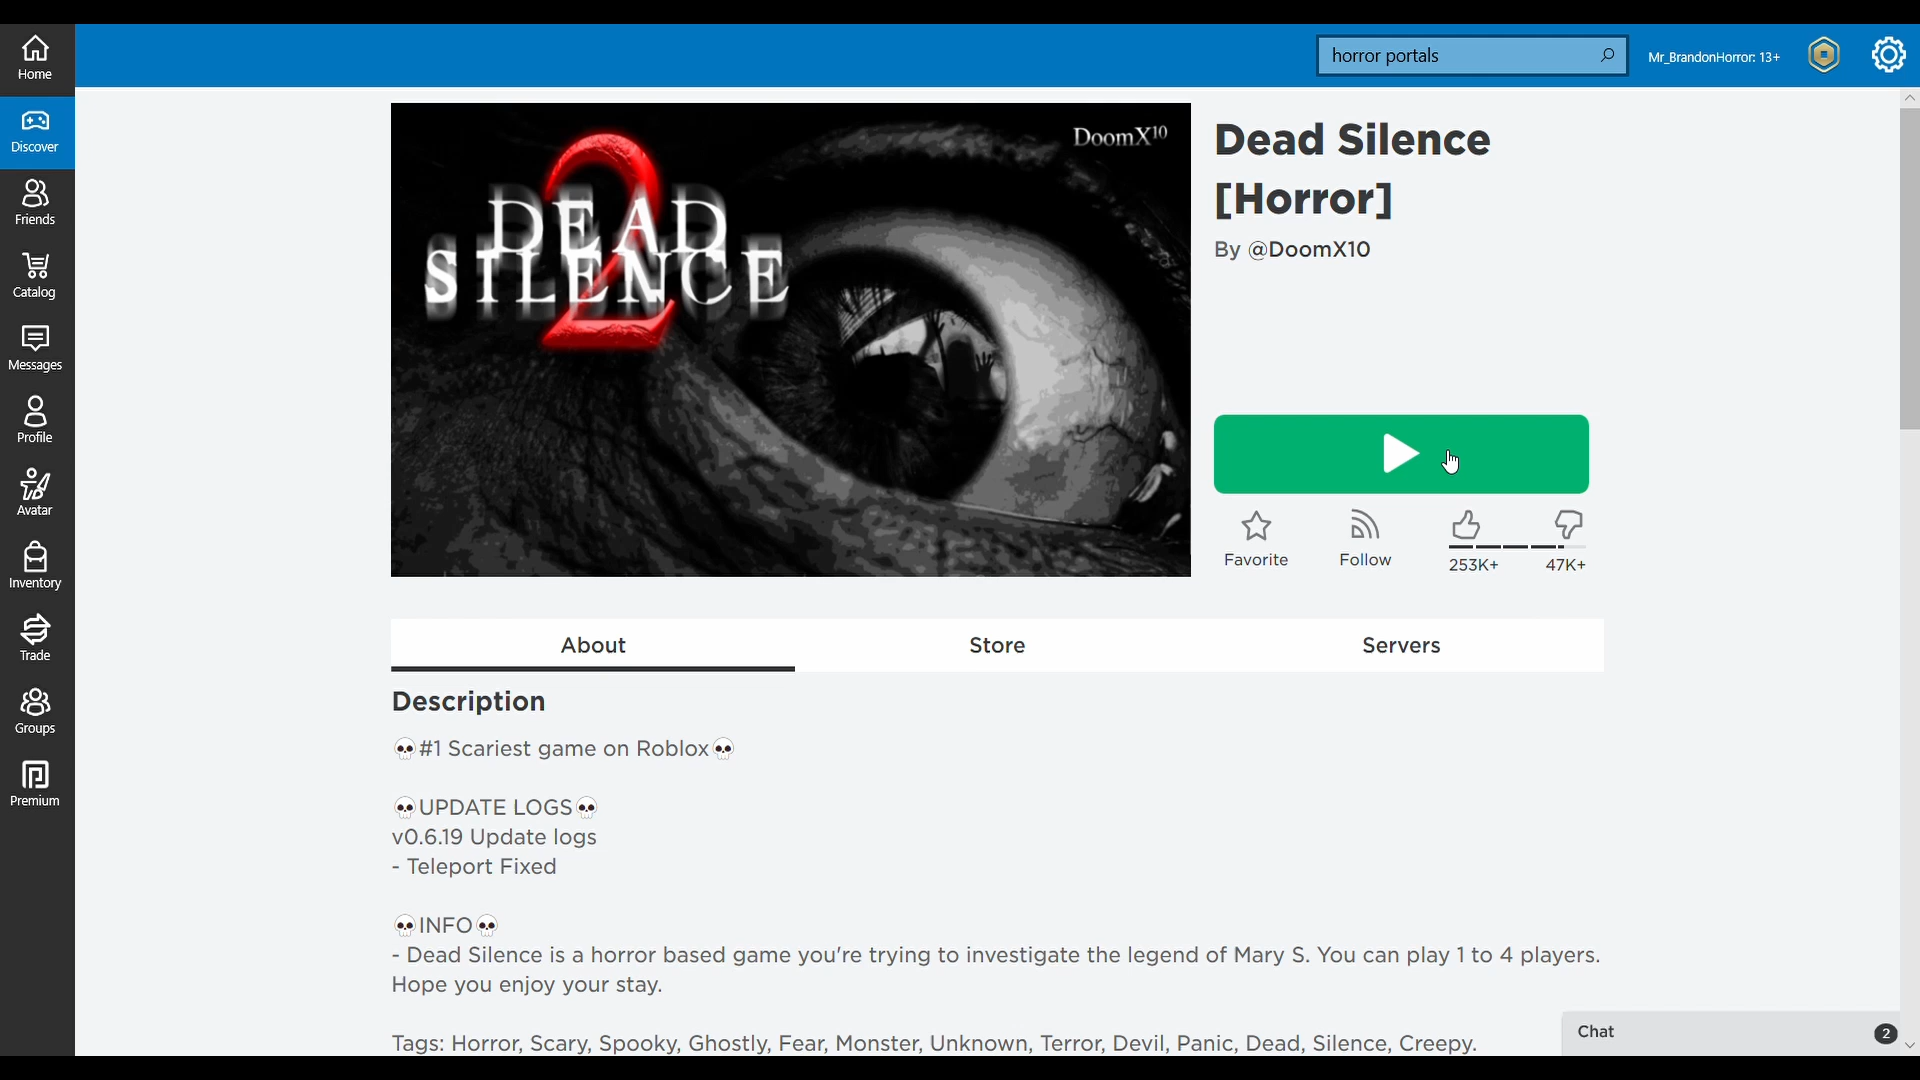 horror portals
Mr_BrandonHorror: 13+
Home
Discover
Friends
Catalog
Messages
Profile
Avatar
Inventory
Trade
Groups
Premium
DoomX10
2
DEAD
SILENCE
Dead Silence
[Horror]
By @DoomX10
Favorite
Follow
253K+
47K+
About
Store
Servers
Description
💀#1 Scariest game on Roblox💀
💀UPDATE LOGS💀
v0.6.19 Update logs
- Teleport Fixed
💀INFO💀
- Dead Silence is a horror based game you're trying to investigate the legend of Mary S. You can play 1 to 4 players.
Hope you enjoy your stay.
Tags: Horror, Scary, Spooky, Ghostly, Fear, Monster, Unknown, Terror, Devil, Panic, Dead, Silence, Creepy.
Chat
2